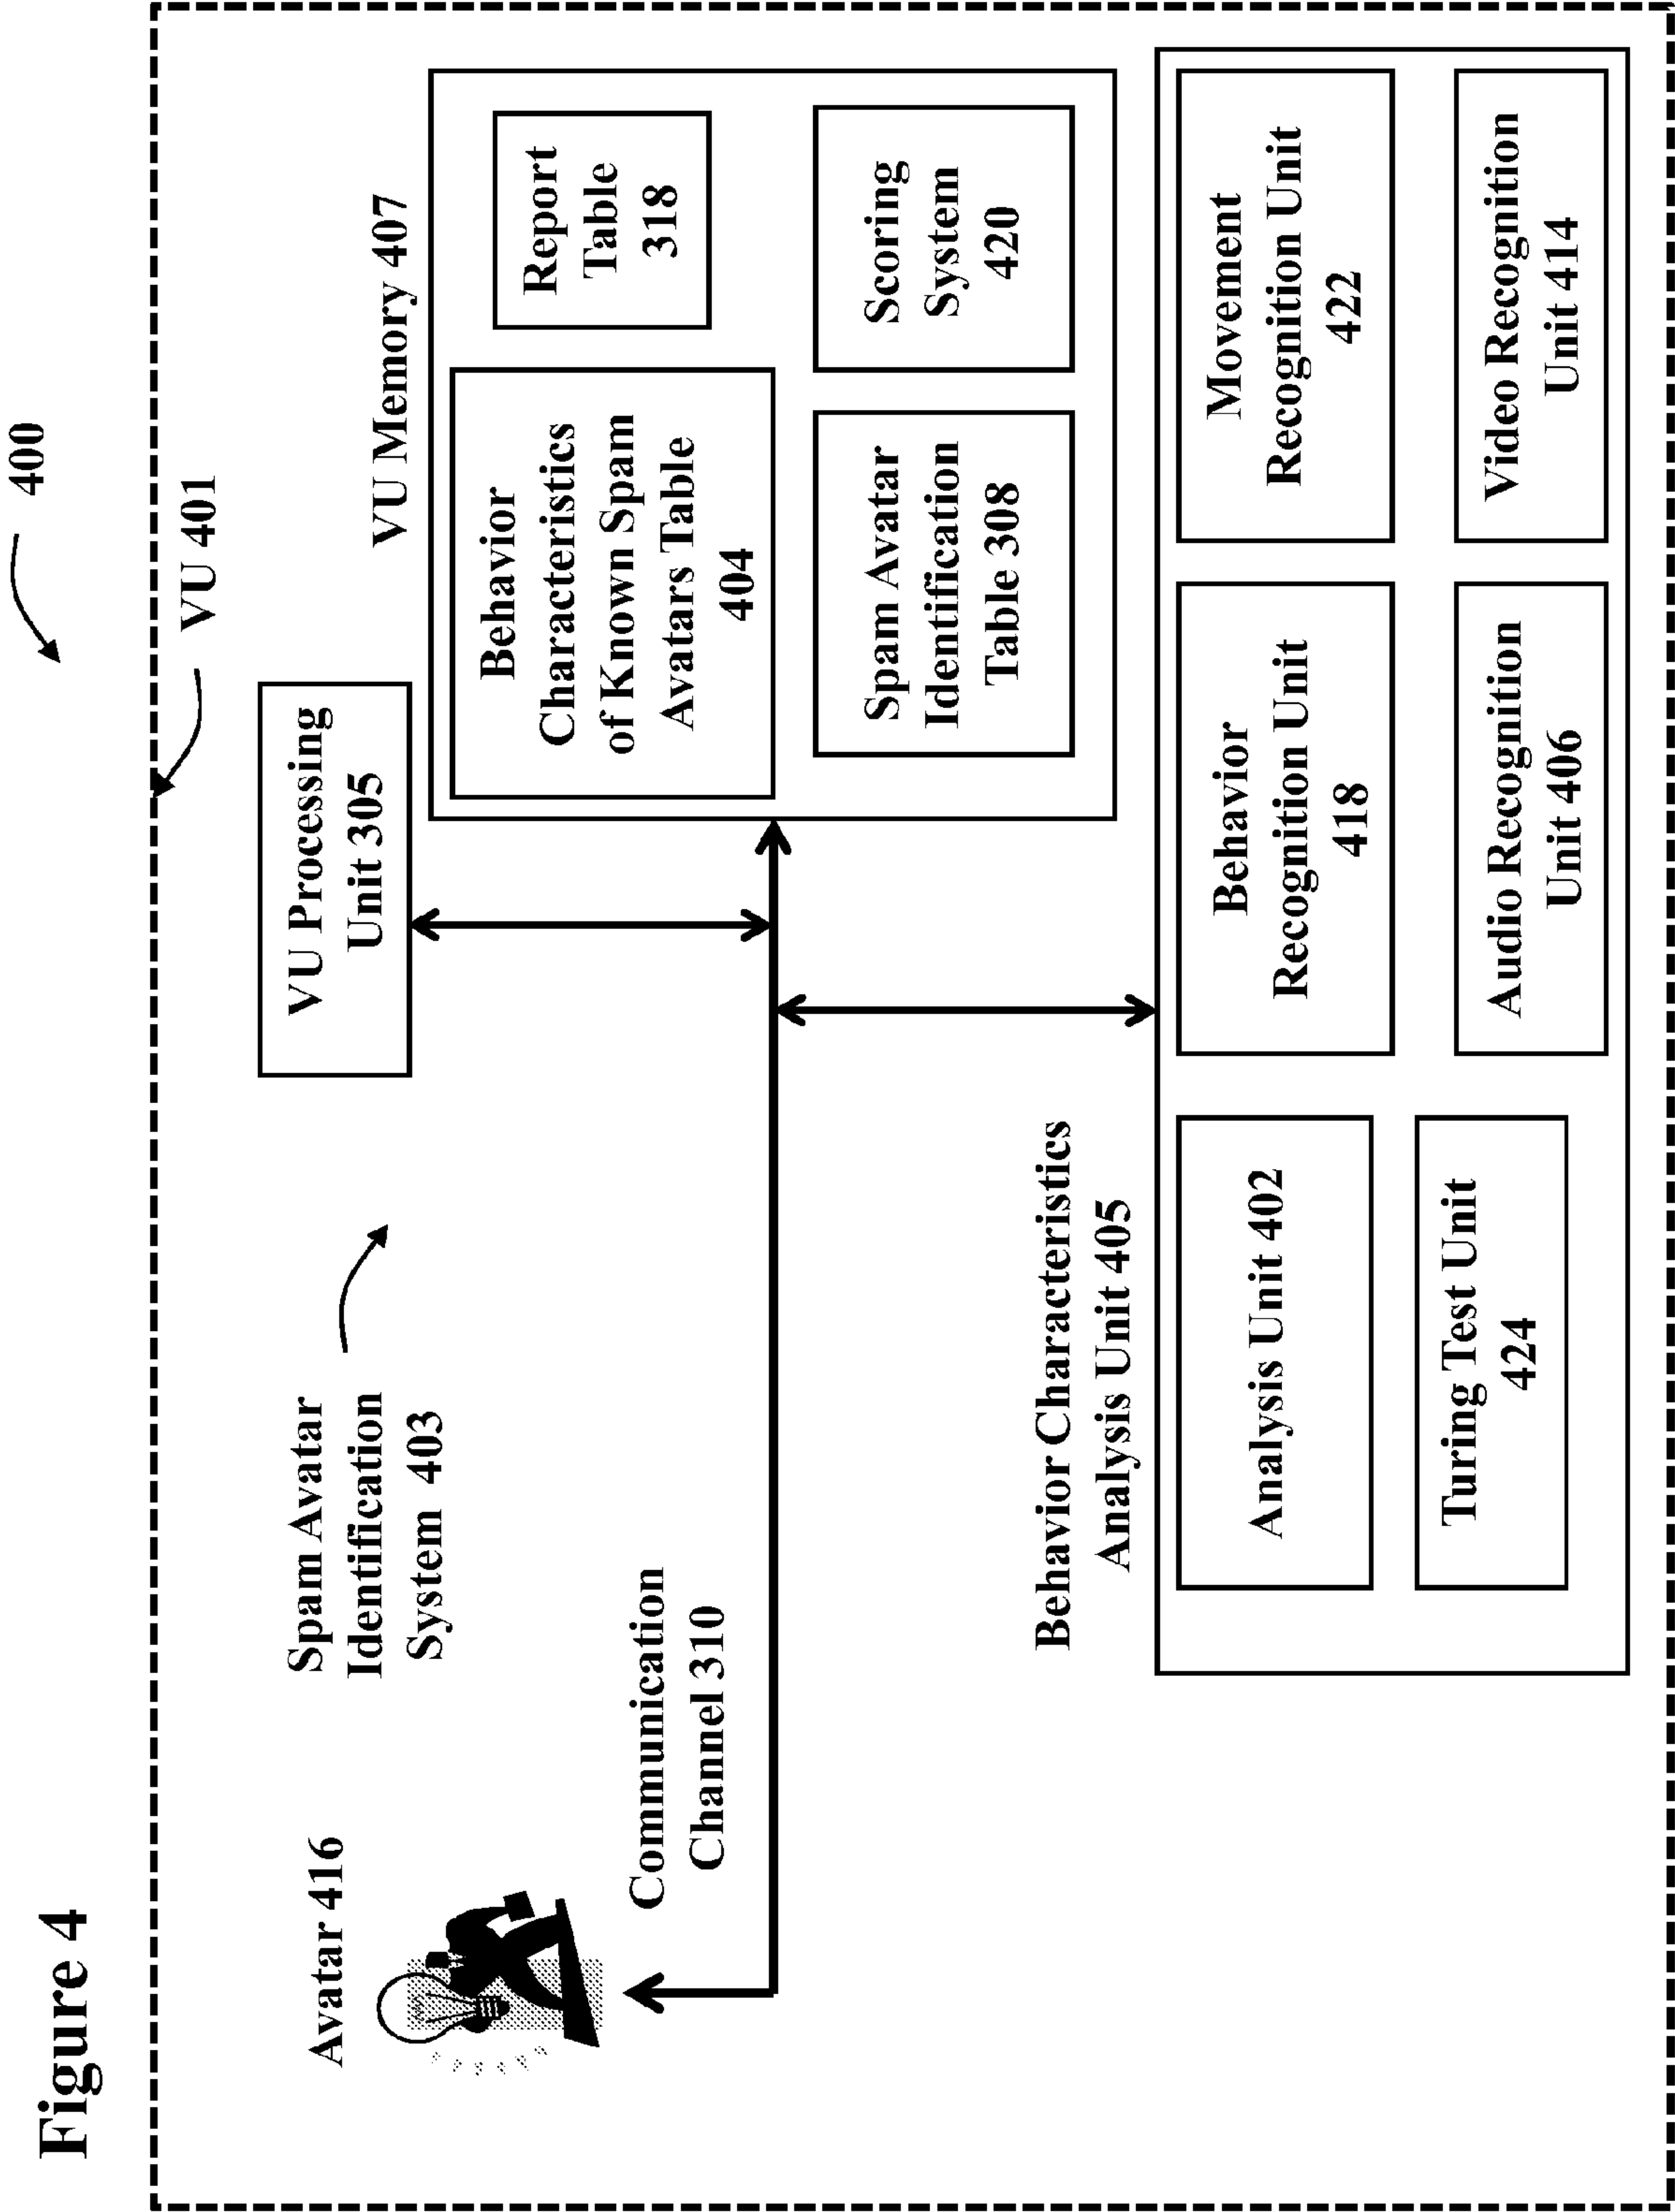 Figure 4
400
VU 401
Avatar 416
Spam Avatar
Identification
System 403
VU Processing
Unit 305
VU Memory 407
Behavior
Characteristics
of Known Spam
Avatars Table
404
Report
Table
318
Spam Avatar
Identification
Table 308
Scoring
System
420
Communication
Channel 310
Behavior Characteristics
Analysis Unit 405
Analysis Unit 402
Behavior
Recognition Unit
418
Movement
Recognition Unit
422
Turing Test Unit
424
Audio Recognition
Unit 406
Video Recognition
Unit 414